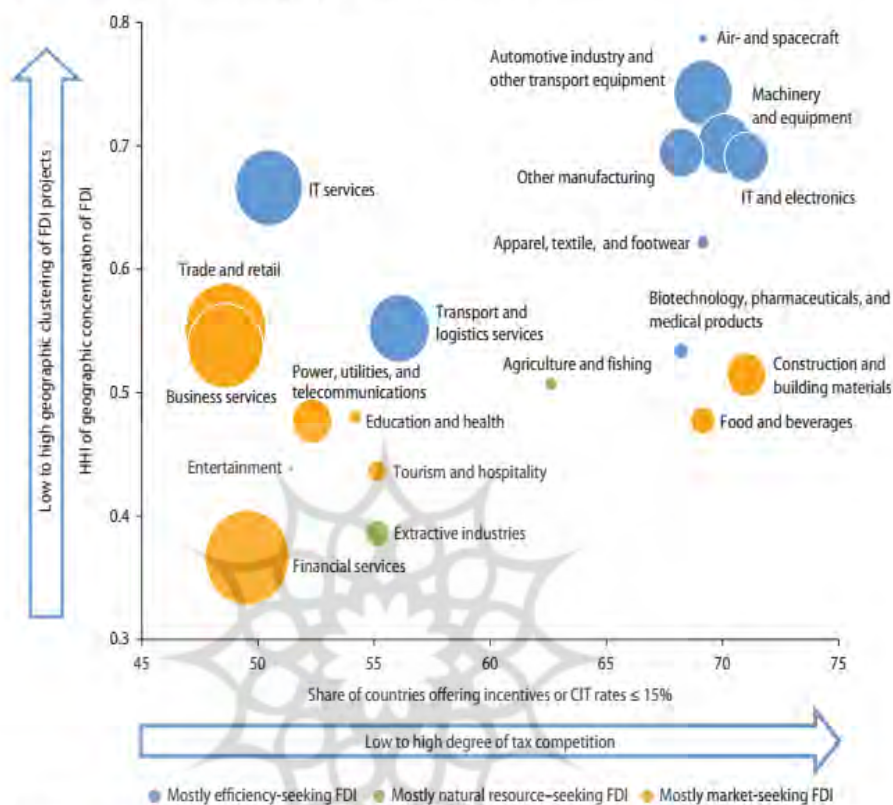 0.8
0.7
0.6
0.5
0.4
0.3
Low to high geographic clustering of FDI projects
HHI of geographic concentration of FDI
Air- and spacecraft
Automotive industry and
other transport equipment
Machinery
and equipment
Other manufacturing
IT and electronics
IT services
Apparel, textile, and footwear
Trade and retail
Business services
Transport and
logistics services
Biotechnology, pharmaceuticals, and
medical products
Agriculture and fishing
Construction and
building materials
Power, utilities, and
telecommunications
Education and health
Food and beverages
Entertainment
Tourism and hospitality
Extractive industries
Financial services
45 50 55 60 65 70 75
Share of countries offering incentives or CIT rates ≤ 15%
Low to high degree of tax competition
Mostly efficiency-seeking FDI Mostly natural resource–seeking FDI Mostly market-seeking FDI